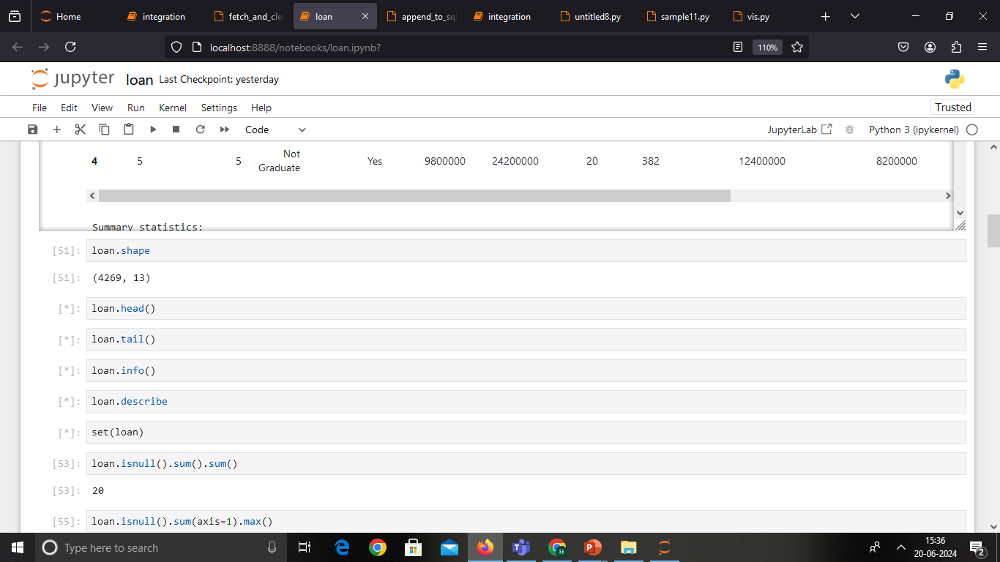 Home
integration
fetch_and_cle
loan
append_to_sq
integration
untitled8.py
sample11.py
vis.py
localhost:8888/notebooks/loan.ipynb?
110%
jupyter loan Last Checkpoint: yesterday
File Edit View Run Kernel Settings Help
Trusted
Code
JupyterLab
Python 3 (ipykernel)
4 5 5 Not Graduate Yes 9800000 24200000 20 382 12400000 8200000
Summary statistics:
[51]: loan.shape
[51]: (4269, 13)
[*]: loan.head()
[*]: loan.tail()
[*]: loan.info()
[*]: loan.describe
[*]: set(loan)
[53]: loan.isnull().sum().sum()
[53]: 20
[55]: loan.isnull().sum(axis=1).max()
Type here to search
15:36
20-06-2024
2